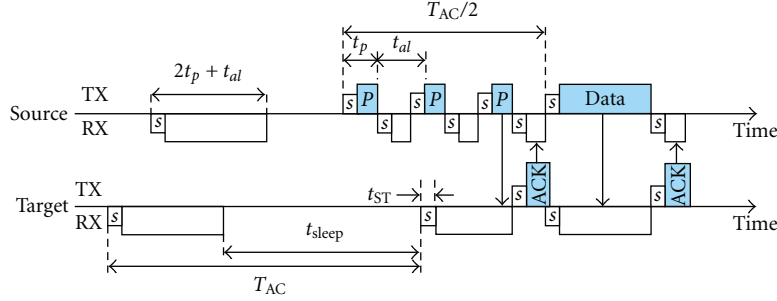 T_AC/2
t_p t_al
2t_p + t_al
TX s P s P s P s Data
Source
RX s s s s s s Time
ACK ACK
TX t_ST s s
Target
RX s s s Time
t_sleep
T_AC